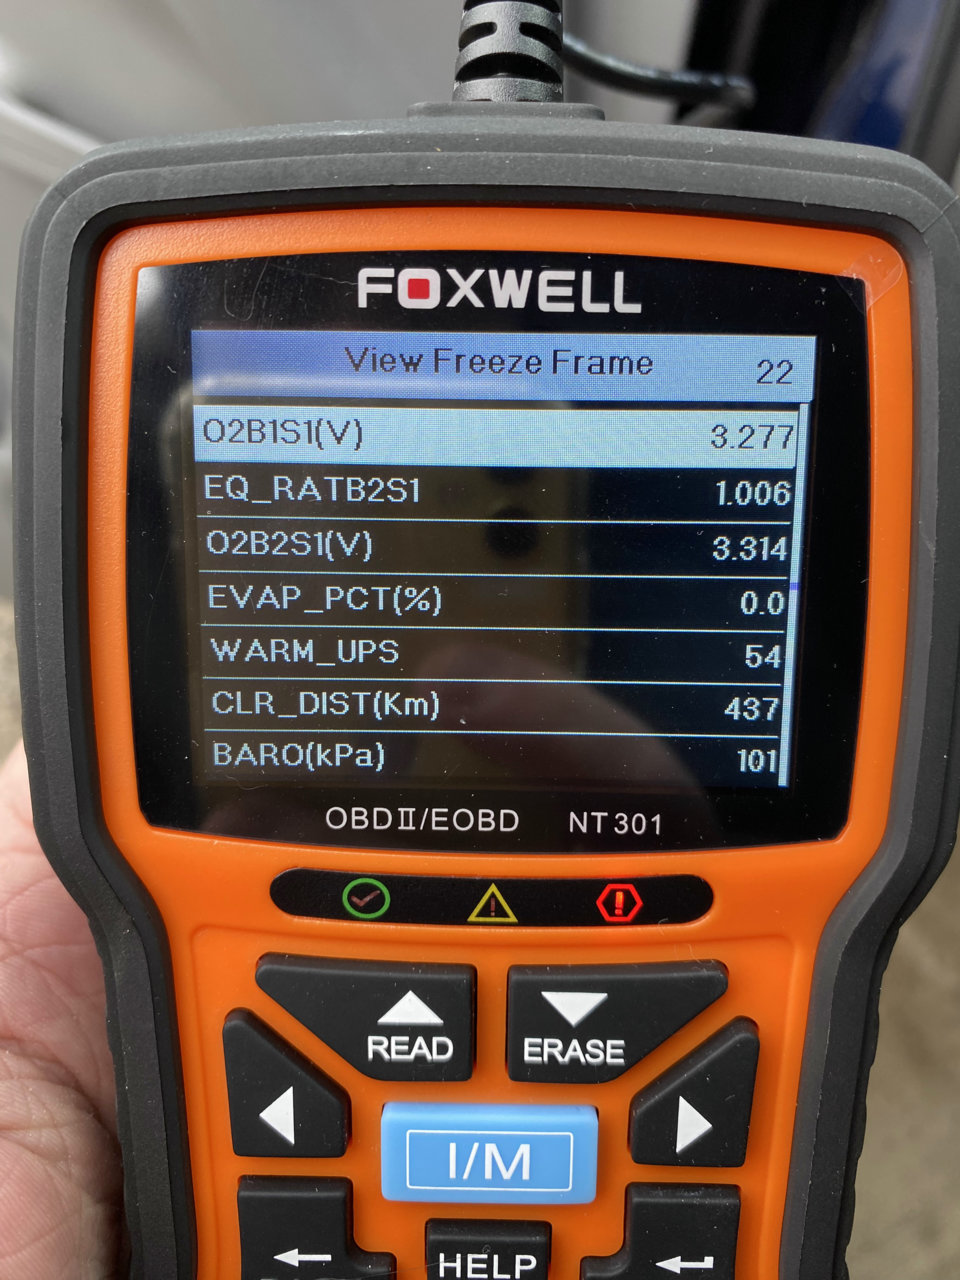 FOXWELL
View Freeze Frame 22
O2B1S1(V) 3.277
EQ_RATB2S1 1.006
O2B2S1(V) 3.314
EVAP_PCT(%) 0.0
WARM_UPS 54
CLR_DIST(Km) 437
BARO(kPa) 101
OBDII/EOBD NT301
READ
ERASE
I/M
HELP